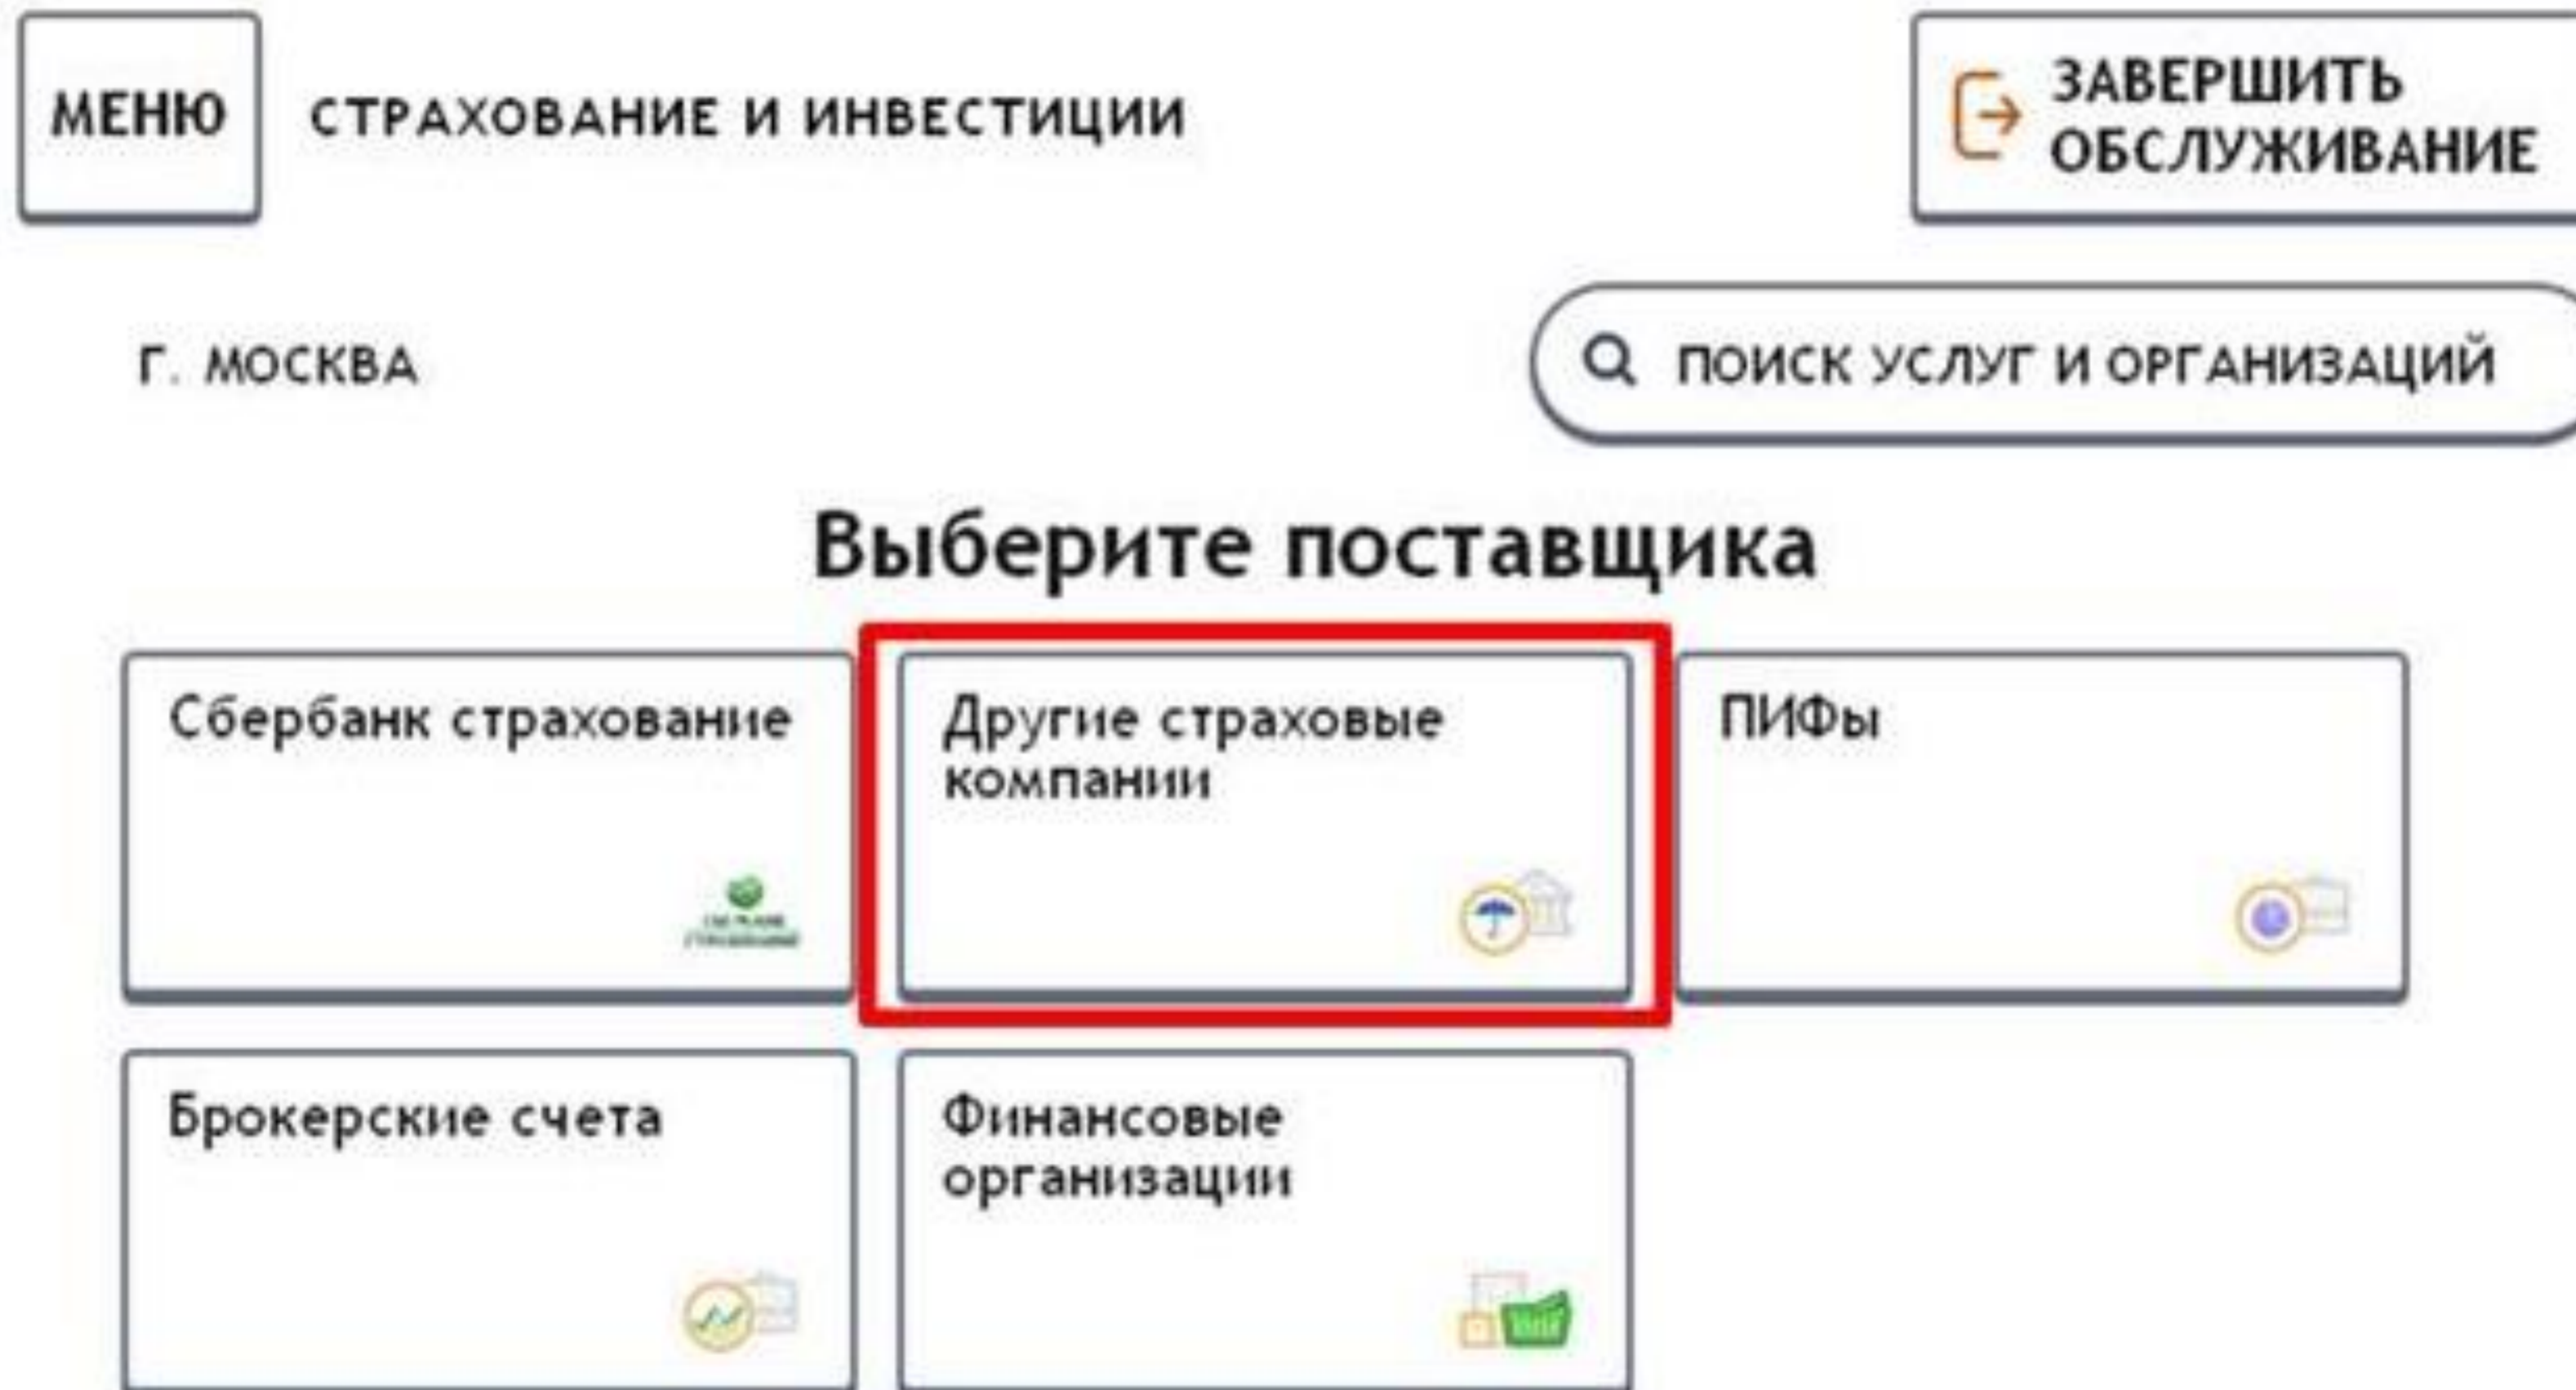 МЕНЮ
СТРАХОВАНИЕ И ИНВЕСТИЦИИ
ЗАВЕРШИТЬ
ОБСЛУЖИВАНИЕ
Г. МОСКВА
ПОИСК УСЛУГ И ОРГАНИЗАЦИЙ
Выберите поставщика
Сбербанк страхование
Другие страховые
компании
ПИФы
Брокерские счета
Финансовые
организации